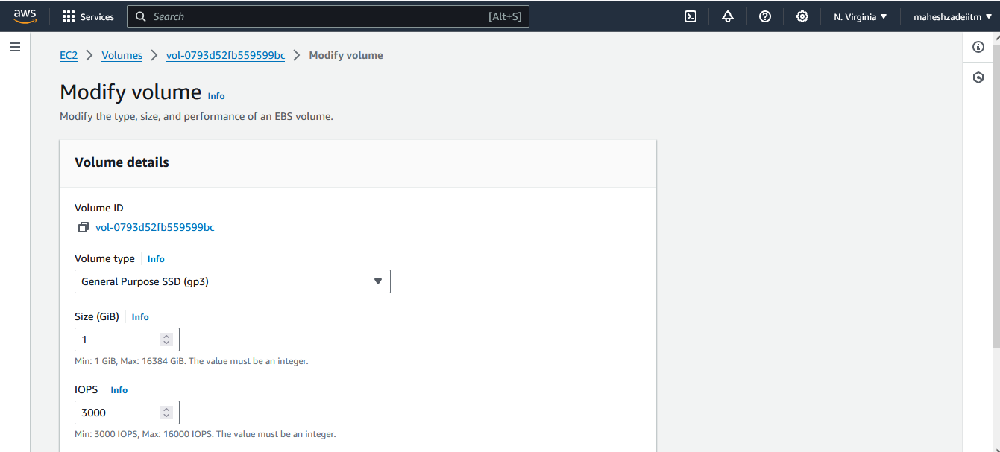 aws Services Search [Alt+S] N. Virginia maheshzadeiitm
EC2 Volumes vol-0793d52fb559599bc Modify volume
Modify volume Info
Modify the type, size, and performance of an EBS volume.
Volume details
Volume ID
vol-0793d52fb559599bc
Volume type Info
General Purpose SSD (gp3)
Size (GiB) Info
1
Min: 1 GiB, Max: 16384 GiB. The value must be an integer.
IOPS Info
3000
Min: 3000 IOPS, Max: 16000 IOPS. The value must be an integer.